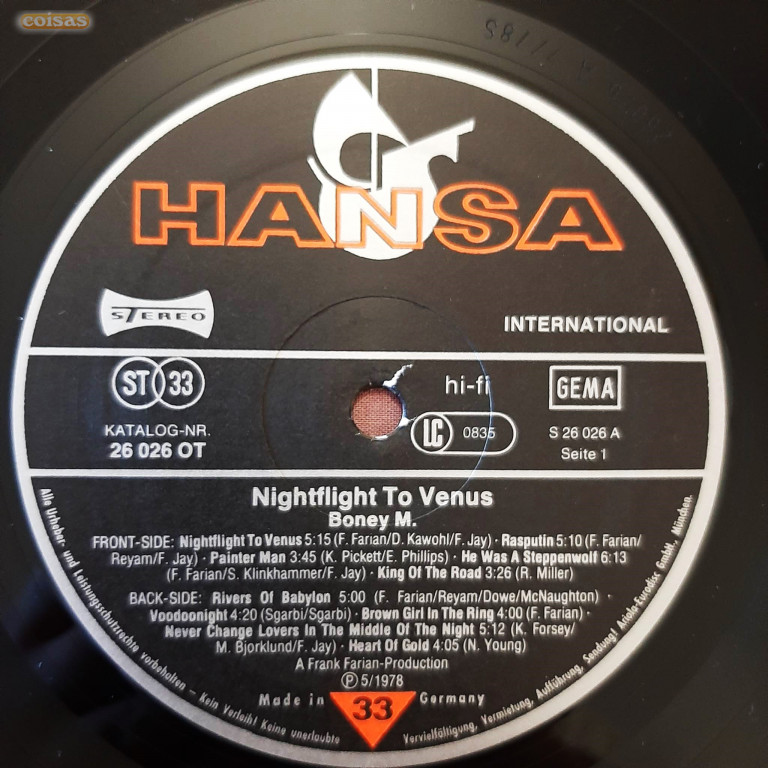 coisas
HANSA
STEREO
INTERNATIONAL
ST 33
hi-fi
GEMA
LC 0835
KATALOG-NR.
26 026 OT
S 26 026 A
Seite 1
Nightflight To Venus
Boney M.
FRONT-SIDE: Nightflight To Venus 5:15 (F. Farian/D. Kawohl/F. Jay) · Rasputin 5:10 (F. Farian/
Reyam/F. Jay) · Painter Man 3:45 (K. Pickett/E. Phillips) · He Was A Steppenwolf 6:13
(F. Farian/S. Klinkhammer/F. Jay) · King Of The Road 3:26 (R. Miller)
BACK-SIDE: Rivers Of Babylon 5:00 (F. Farian/Reyam/Dowe/McNaughton) ·
Voodoonight 4:20 (Sgarbi/Sgarbi) · Brown Girl In The Ring 4:00 (F. Farian) ·
Never Change Lovers In The Middle Of The Night 5:12 (K. Forsey/
M. Bjorklund/F. Jay) · Heart Of Gold 4:05 (N. Young)
A Frank Farian-Production
Ⓟ 5/1978
Made in Germany
33
Alle Urheber- und Leistungsschutzrechte vorbehalten – Kein Verleih! Keine unerlaubte Vervielfältigung, Vermietung, Aufführung, Sendung! Ariola-Eurodisc GmbH., München.